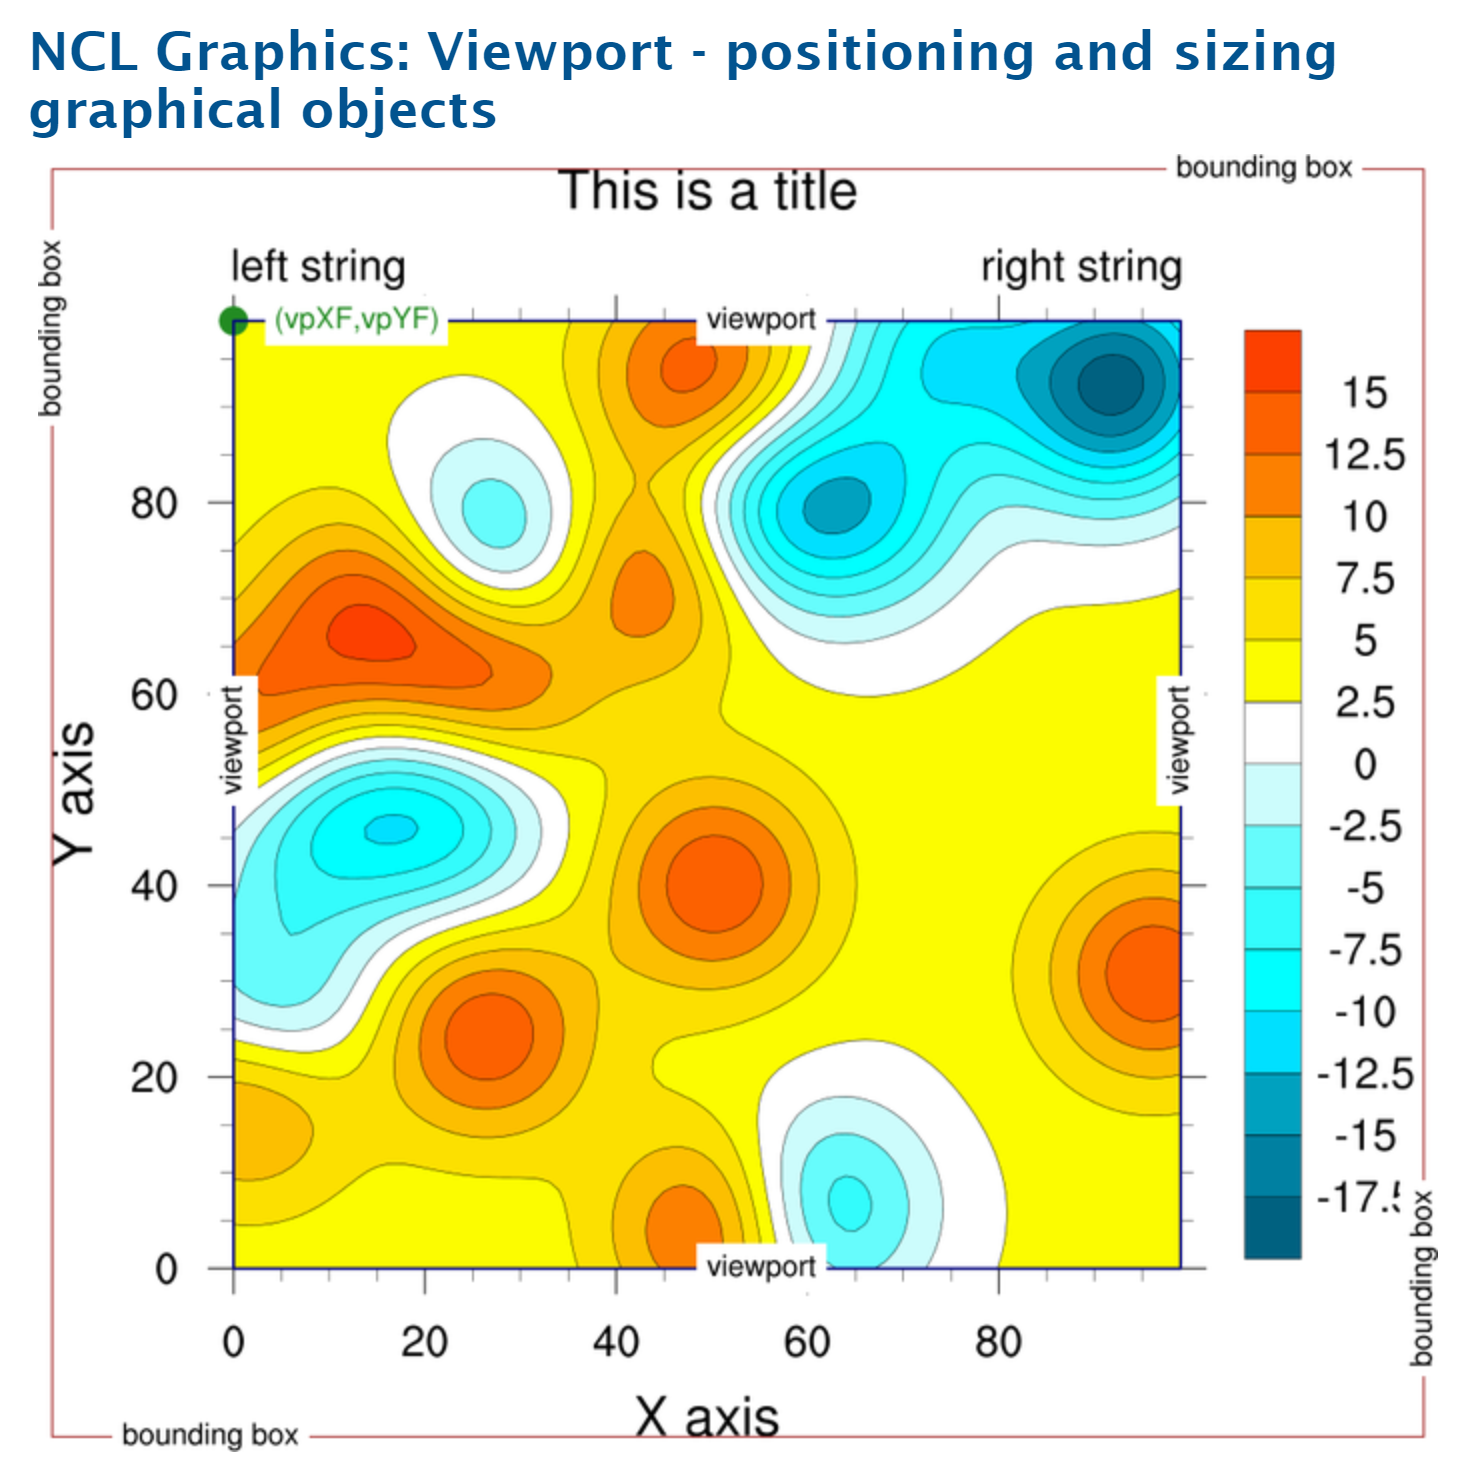 NCL Graphics: Viewport - positioning and sizing
graphical objects
bounding box
This is a title
bounding box
left string
right string
(vpXF,vpYF)
viewport
15
12.5
10
7.5
5
2.5
0
-2.5
-5
-7.5
-10
-12.5
-15
80
60
40
20
0
Y axis
viewport
viewport
viewport
bounding box
0 20 40 60 80
X axis
bounding box